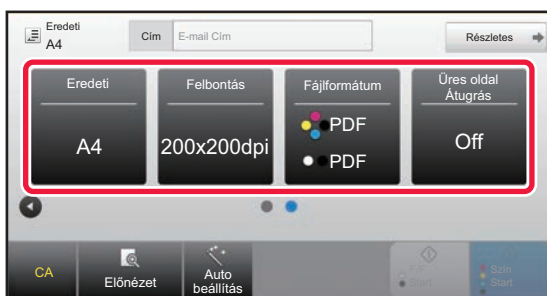 Eredeti
A4
Cím
E-mail Cím
Részletes
Eredeti
A4
Felbontás
200x200dpi
Fájlformátum
PDF
PDF
Üres oldal
Átugrás
Off
CA
Előnézet
Auto
beállítás
Start
Szín
Start